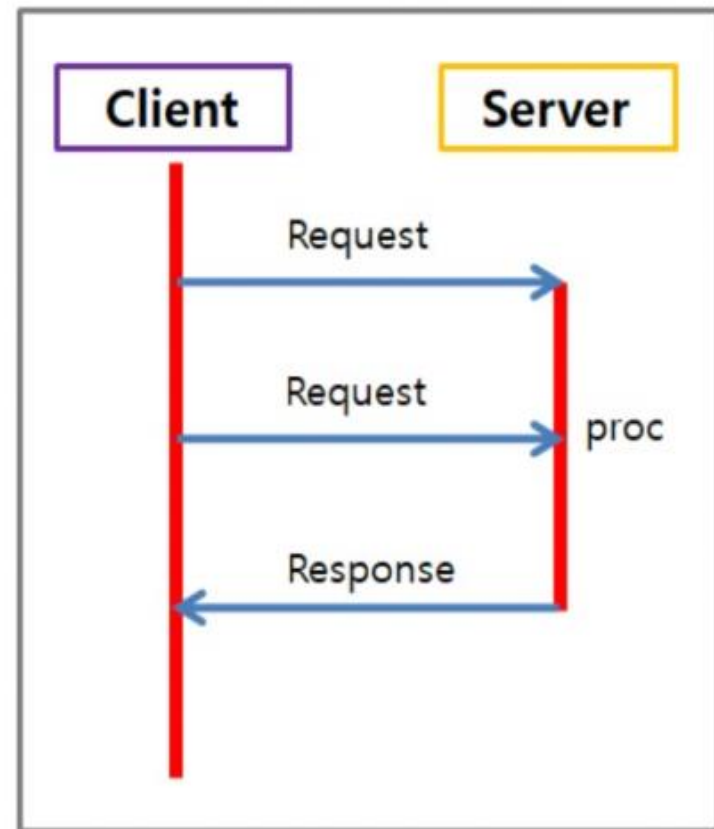 Client
Server
Request
Request
proc
Response